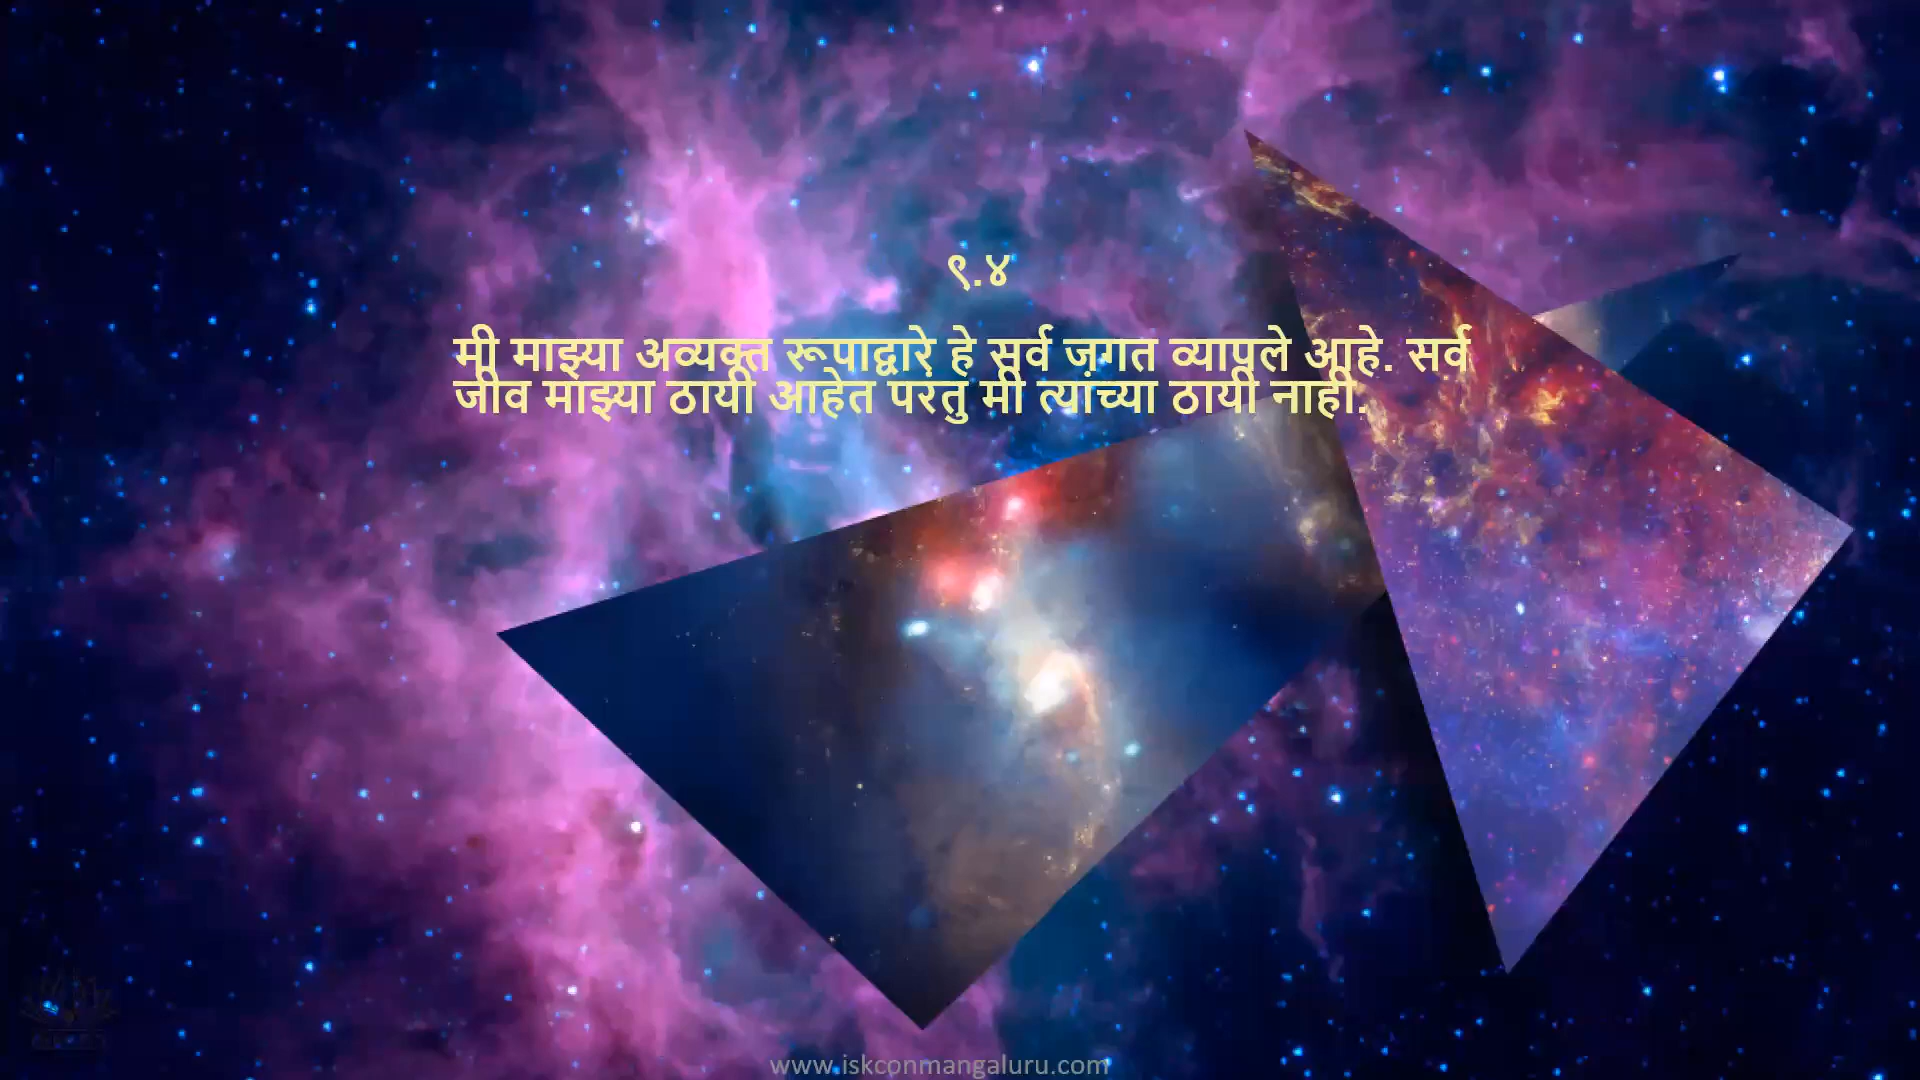 ९.४
मी माझ्या अव्यक्त रूपाद्वारे हे सर्व जगत व्यापले आहे. सर्व
जीव माझ्या ठायी आहेत परंतु मी त्यांच्या ठायी नाही.
www.iskconmangaluru.com